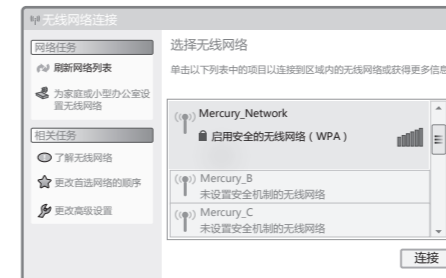 无线网络连接
网络任务
刷新网络列表
为家庭或小型办公室设
置无线网络
相关任务
了解无线网络
更改首选网络的顺序
更改高级设置
选择无线网络
单击以下列表中的项目以连接到区域内的无线网络或获得更多信息
Mercury_Network
启用安全的无线网络（WPA）
Mercury_B
未设置安全机制的无线网络
Mercury_C
未设置安全机制的无线网络
连接